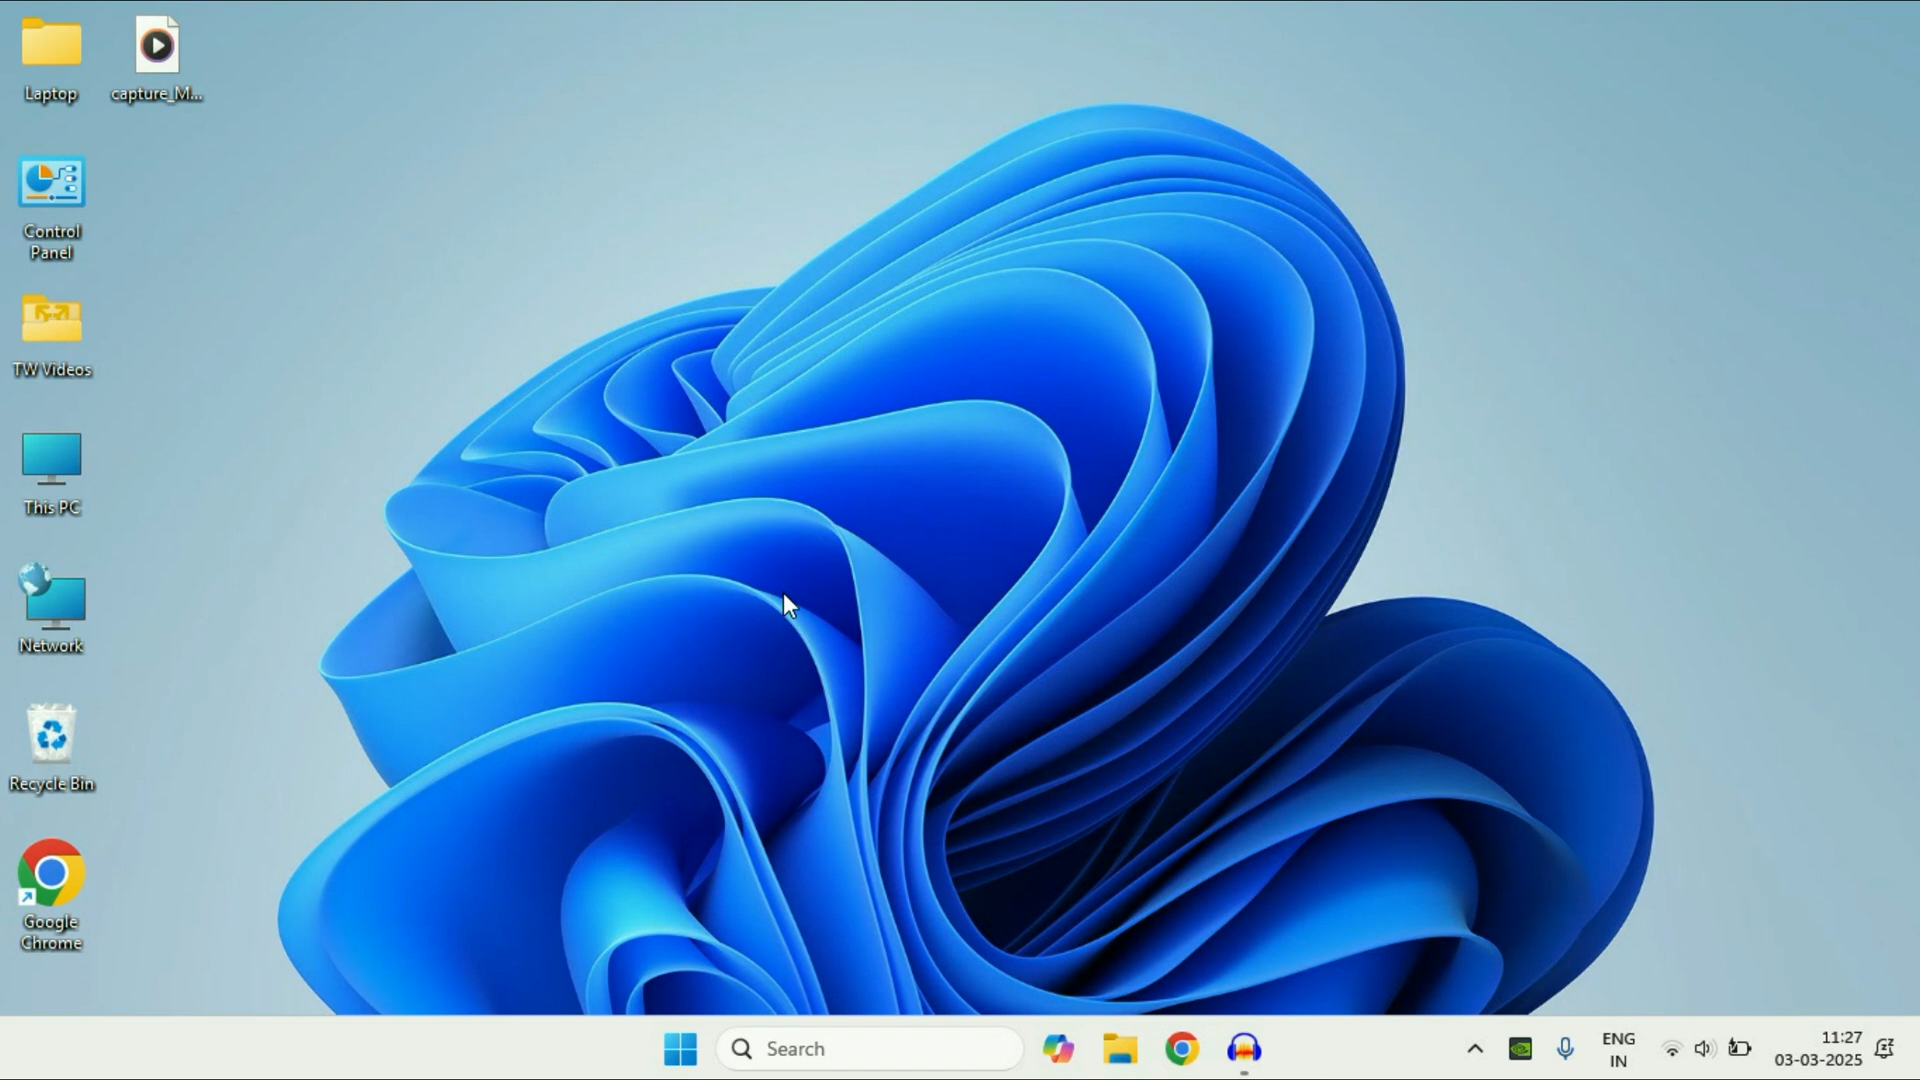 Laptop
capture_M...
Control
Panel
TW Videos
This PC
Network
Recycle Bin
Google
Chrome
Search
ENG
IN
11:27
03-03-2025